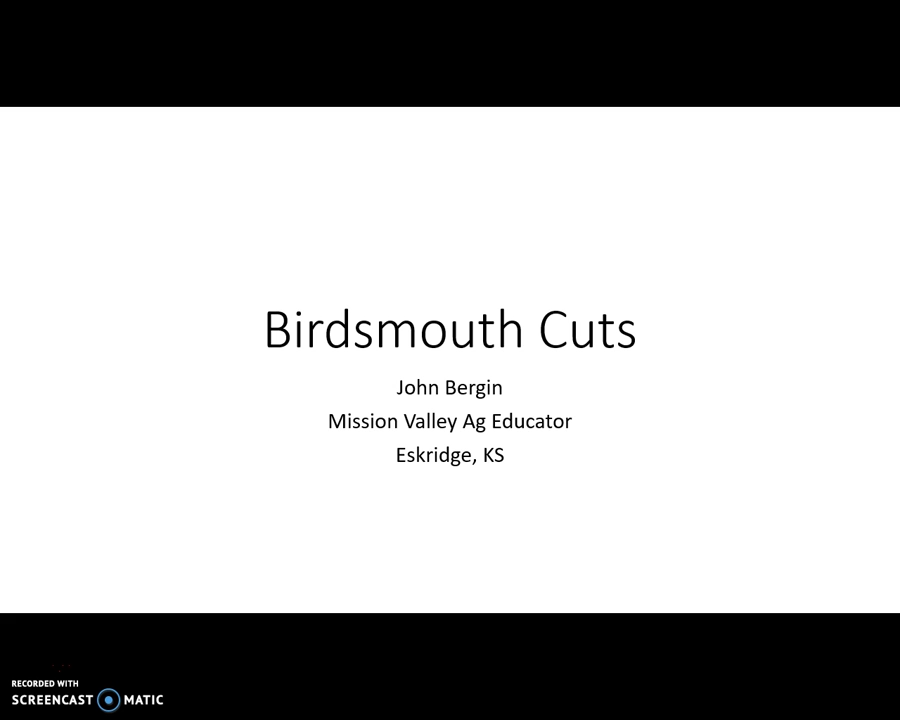 Birdsmouth Cuts
John Bergin
Mission Valley Ag Educator
Eskridge, KS
RECORDED WITH
SCREENCAST MATIC